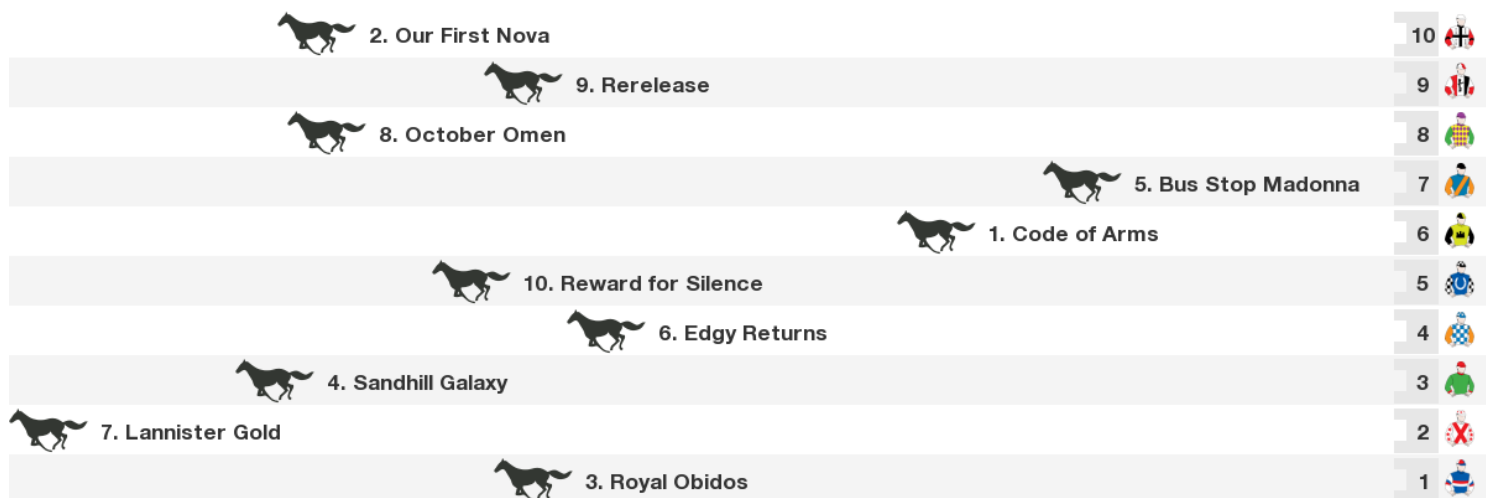 2. Our First Nova 10
9. Rerelease 9
8. October Omen 8
5. Bus Stop Madonna 7
1. Code of Arms 6
10. Reward for Silence 5
6. Edgy Returns 4
4. Sandhill Galaxy 3
7. Lannister Gold 2
3. Royal Obidos 1